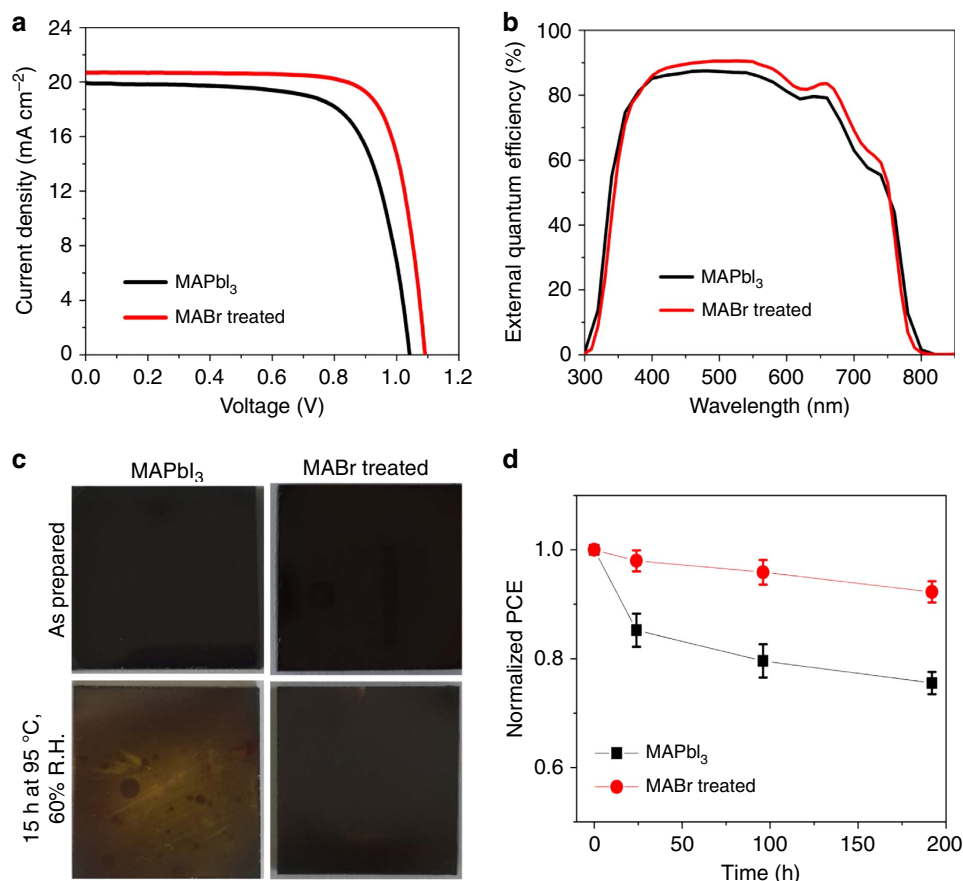 a
24
20
16
12
8
4
0
Current density (mA cm⁻²)
MAPbI₃
MABr treated
0.0 0.2 0.4 0.6 0.8 1.0 1.2
Voltage (V)
b
100
80
60
40
20
0
External quantum efficiency (%)
MAPbI₃
MABr treated
300 400 500 600 700 800
Wavelength (nm)
c
MAPbI₃ MABr treated
As prepared
15 h at 95 °C,
60% R.H.
d
1.0
0.8
0.6
Normalized PCE
MAPbI₃
MABr treated
0 50 100 150 200
Time (h)